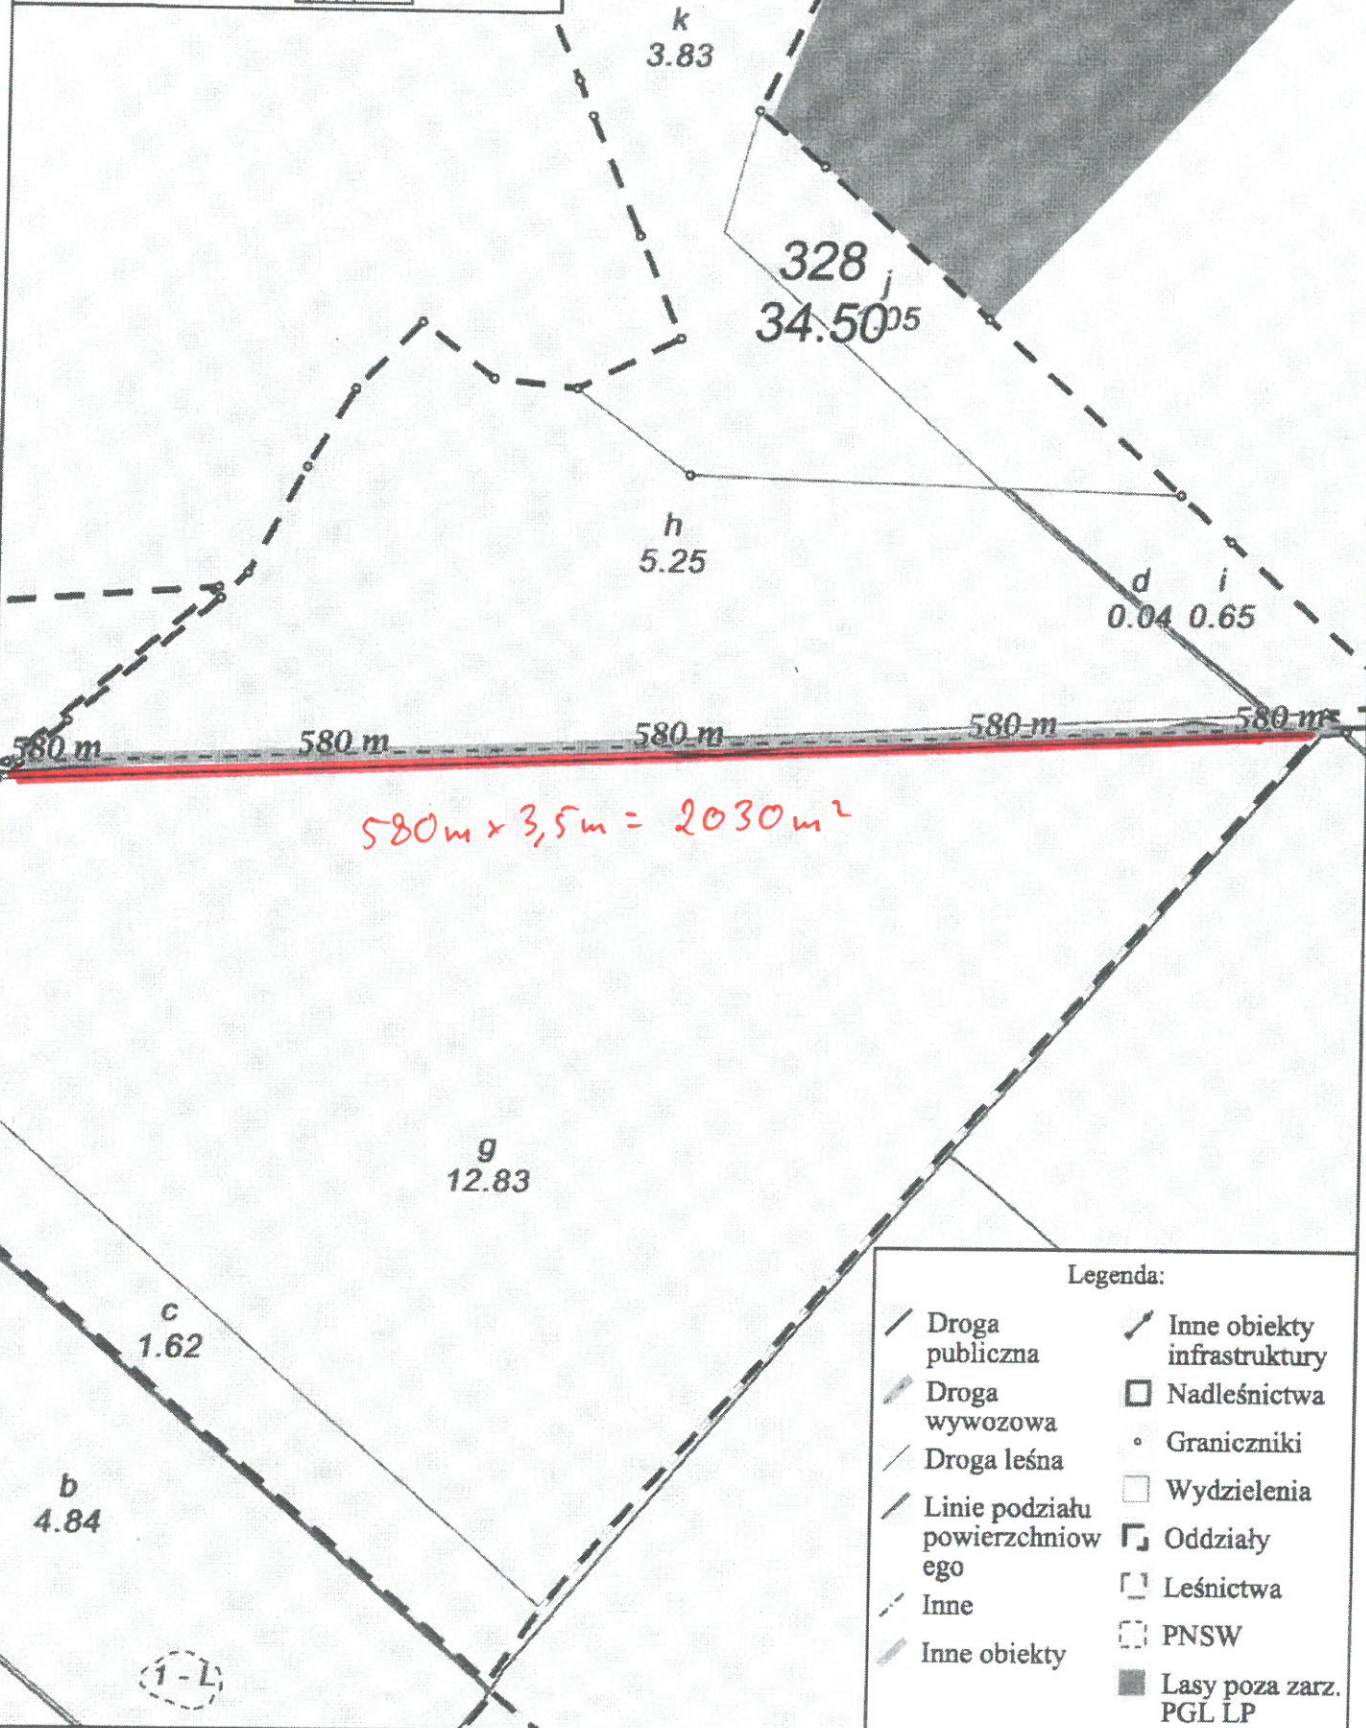 k
3.83
328
j
34.50
05
h
5.25
d
i
0.04
0.65
580 m
580 m
580 m
580 m
580 m
580m x 3,5m = 2030m²
g
12.83
c
1.62
b
4.84
1 - L
Legenda:
Droga
publiczna
Droga
wywozowa
Droga leśna
Linie podziału
powierzchniow
ego
Inne
Inne obiekty
Inne obiekty
infrastruktury
Nadleśnictwa
Graniczniki
Wydzielenia
Oddziały
Leśnictwa
PNSW
Lasy poza zarz.
PGL LP